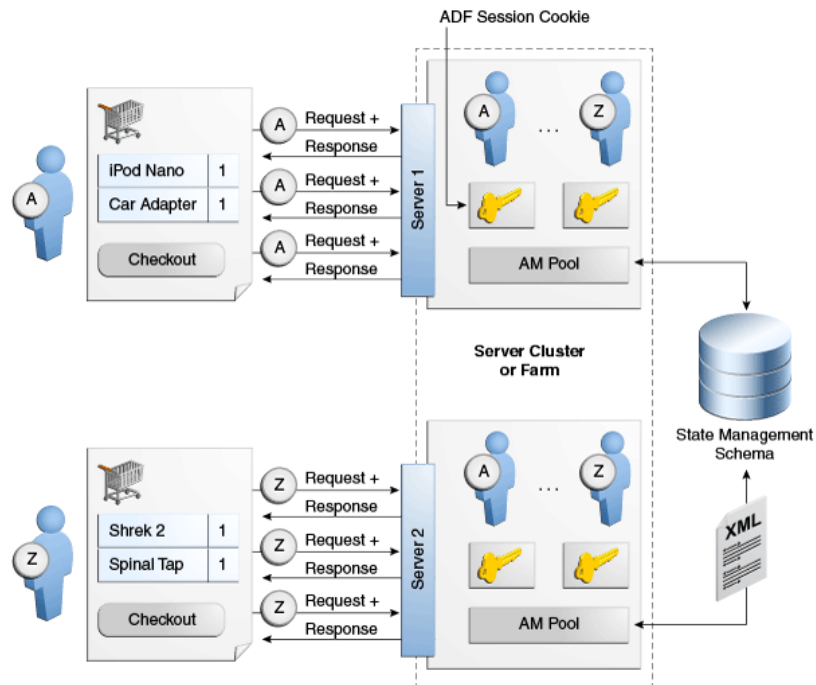 ADF Session Cookie
A
iPod Nano 1
Car Adapter 1
Checkout
A Request +
Response
A Request +
Response
A Request +
Response
Server 1
A ... Z
AM Pool
Server Cluster
or Farm
State Management
Schema
XML
Z
Shrek 2 1
Spinal Tap 1
Checkout
Z Request +
Response
Z Request +
Response
Z Request +
Response
Server 2
A ... Z
AM Pool